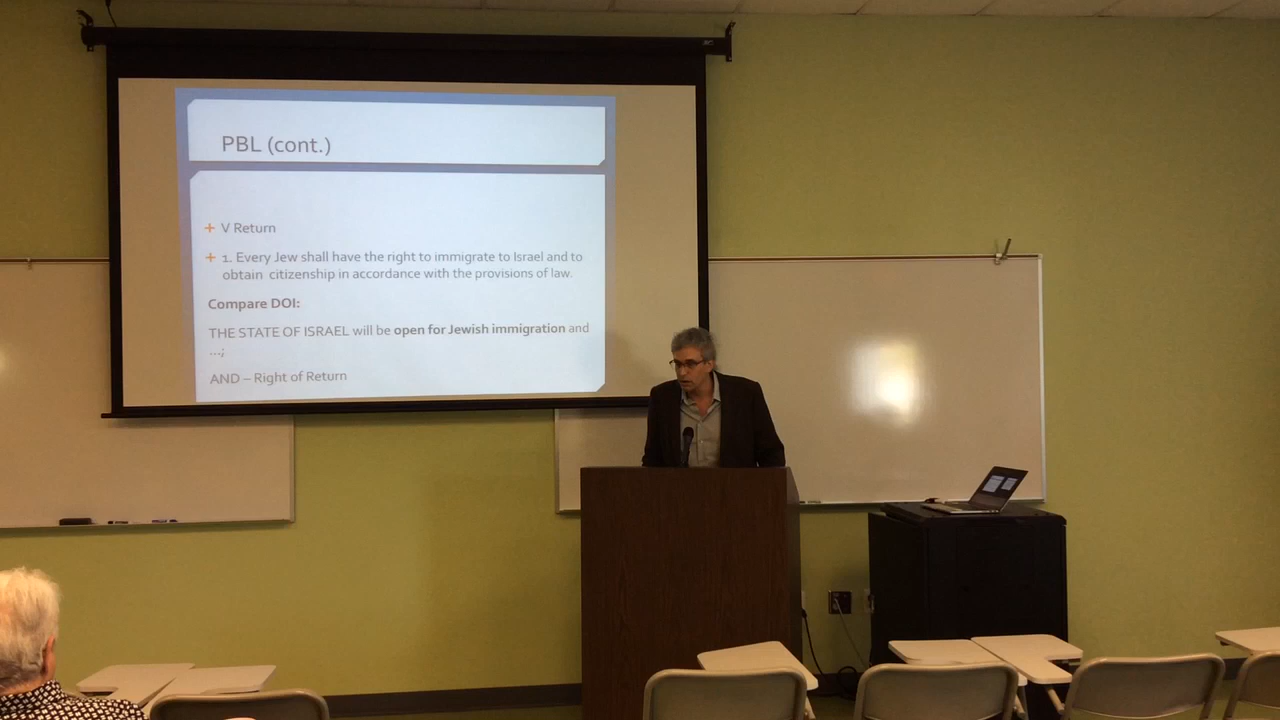 PBL (cont.)
+ V Return
+ 1. Every Jew shall have the right to immigrate to Israel and to
obtain citizenship in accordance with the provisions of law.
Compare DOI:
THE STATE OF ISRAEL will be open for Jewish immigration and
...;
AND – Right of Return